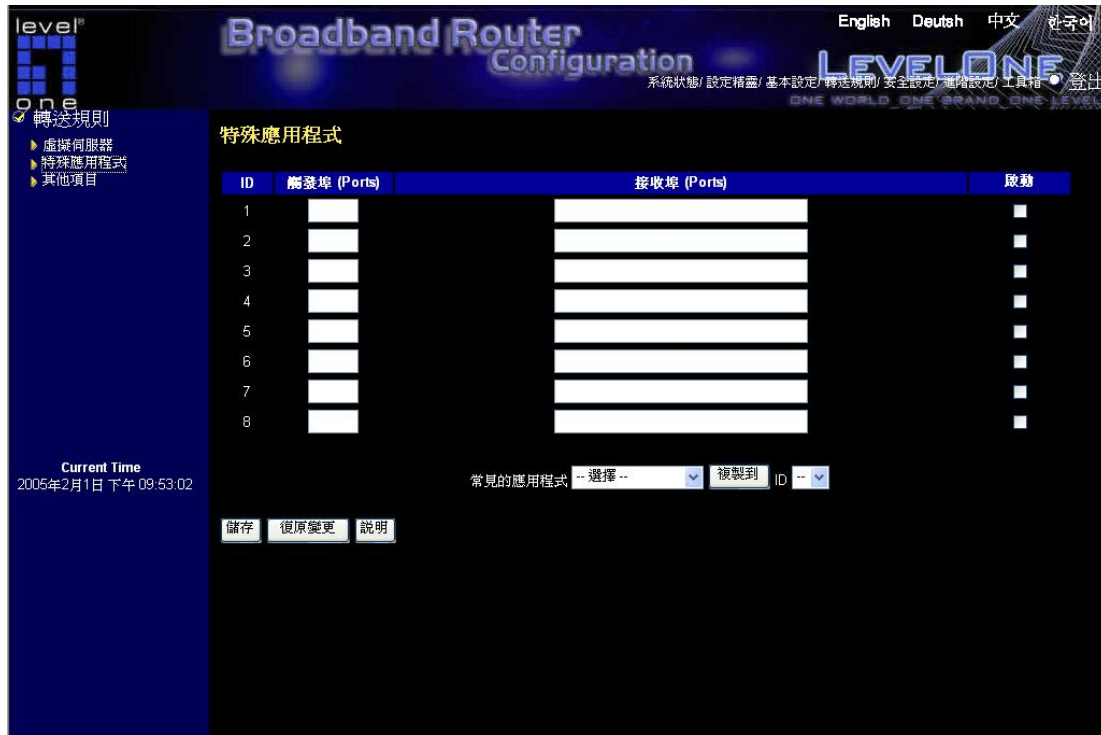 level®
one
Broadband Router
Configuration
English Deutsh 中文 한국어
LEVELONE
系統狀態/ 設定精靈/ 基本設定/ 轉送規則/ 安全設定/ 進階設定/ 工具箱 登出
ONE WORLD_ONE BRAND_ONE LEVEL
轉送規則
虛擬伺服器
特殊應用程式
其他項目
Current Time
2005年2月1日 下午 09:53:02
特殊應用程式
ID 觸發埠 (Ports) 接收埠 (Ports) 啟動
1
2
3
4
5
6
7
8
常見的應用程式 -- 選擇 -- 複製到 ID --
儲存 復原變更 說明